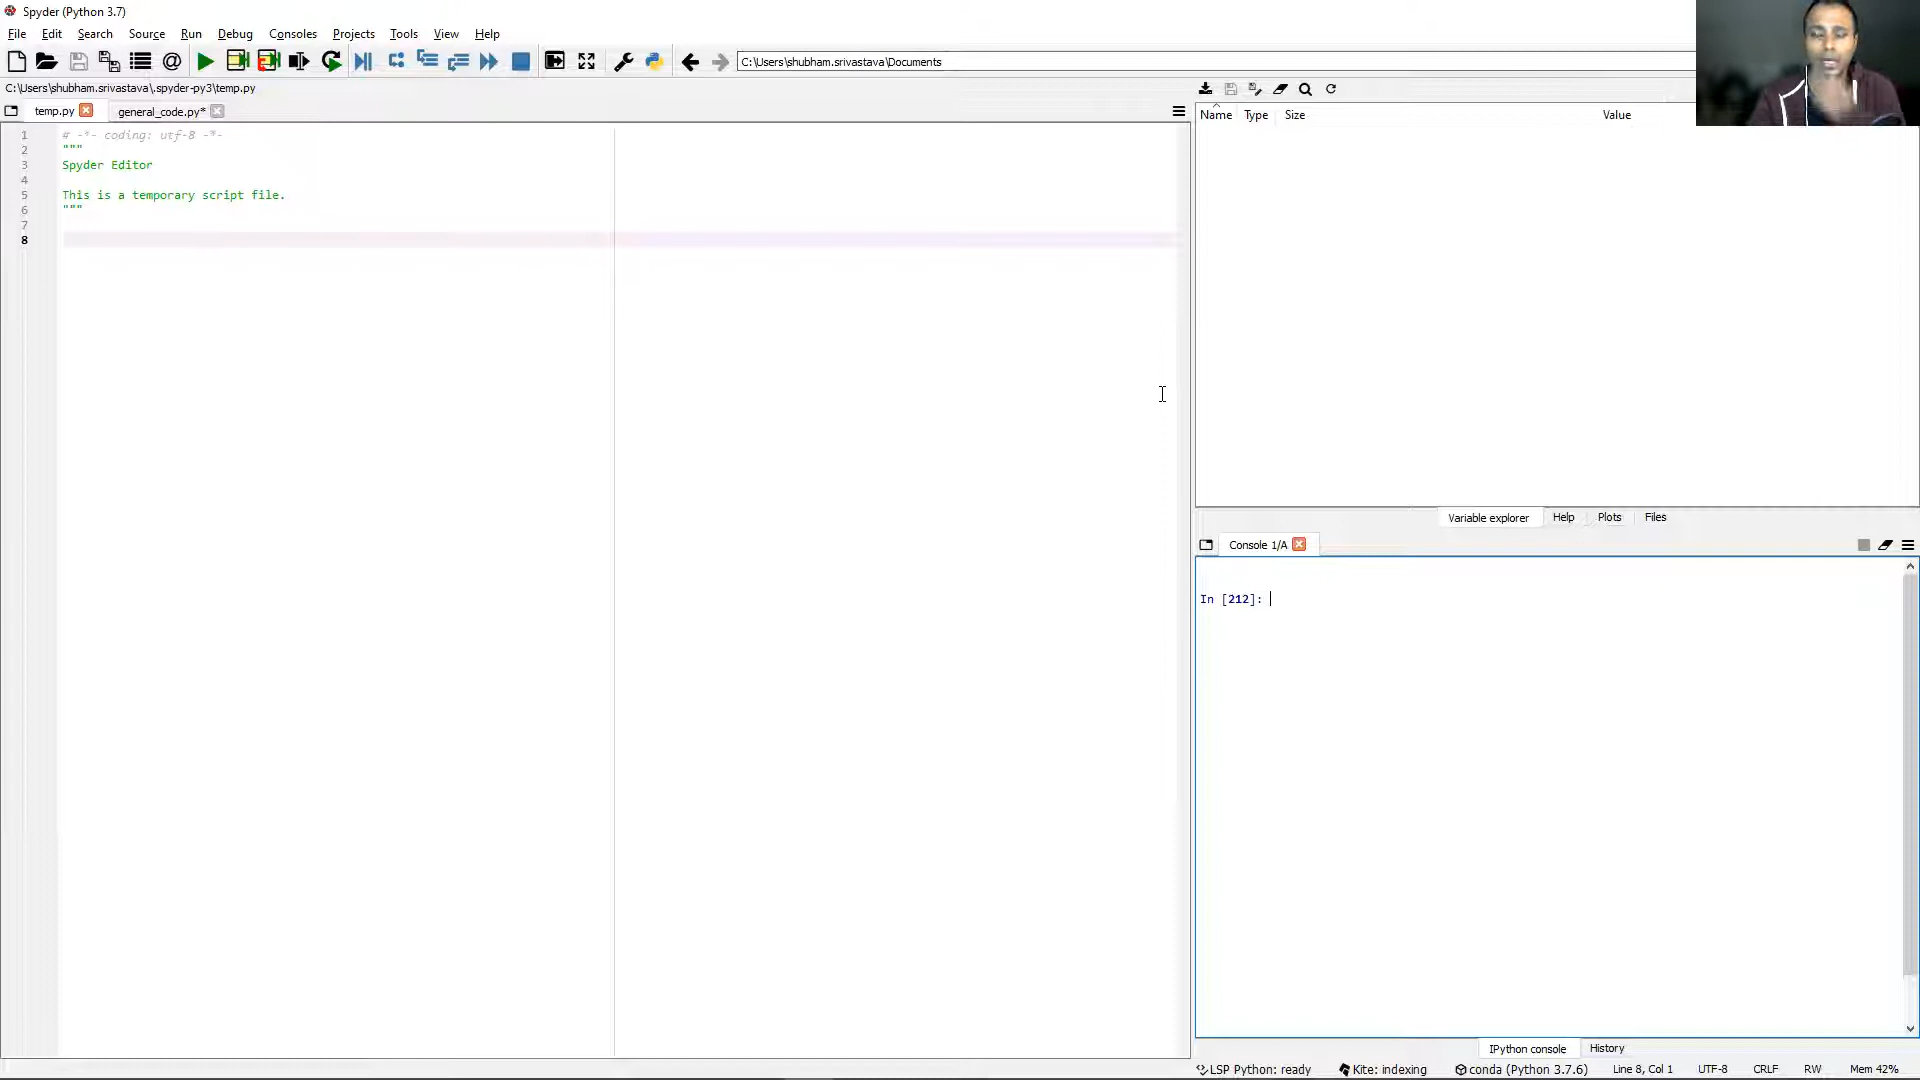 Spyder (Python 3.7)
File Edit Search Source Run Debug Consoles Projects Tools View Help
C:\Users\shubham.srivastava\Documents
C:\Users\shubham.srivastava\.spyder-py3\temp.py
temp.py general_code.py*
1 # -*- coding: utf-8 -*-
2 """
3 Spyder Editor
4
5 This is a temporary script file.
6 """
7
8
Name Type Size Value
Variable explorer Help Plots Files
Console 1/A
In [212]:
IPython console History
LSP Python: ready Kite: indexing conda (Python 3.7.6) Line 8, Col 1 UTF-8 CRLF RW Mem 42%